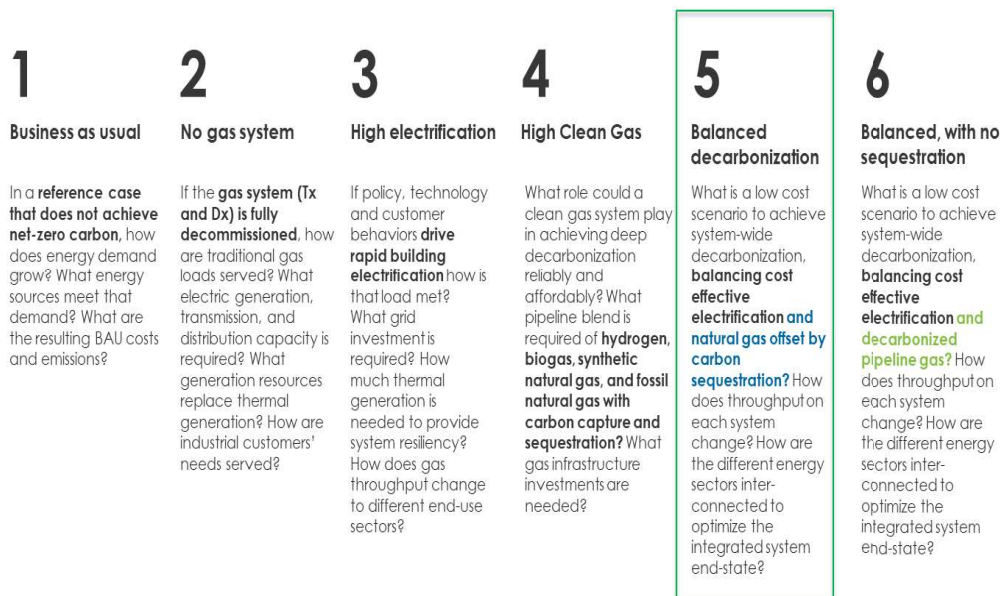 1
Business as usual
In a reference case
that does not achieve
net-zero carbon, how
does energy demand
grow? What energy
sources meet that
demand? What are
the resulting BAU costs
and emissions?
2
No gas system
If the gas system (Tx
and Dx) is fully
decommissioned, how
are traditional gas
loads served? What
electric generation,
transmission, and
distribution capacity is
required? What
generation resources
replace thermal
generation? How are
industrial customers'
needs served?
3
High electrification
If policy, technology
and customer
behaviors drive
rapid building
electrification how is
that load met?
What grid
investment is
required? How
much thermal
generation is
needed to provide
system resiliency?
How does gas
throughput change
to different end-use
sectors?
4
High Clean Gas
What role could a
clean gas system play
in achieving deep
decarbonization
reliably and
affordably? What
pipeline blend is
required of hydrogen,
biogas, synthetic
natural gas, and fossil
natural gas with
carbon capture and
sequestration? What
gas infrastructure
investments are
needed?
5
Balanced
decarbonization
What is a low cost
scenario to achieve
system-wide
decarbonization,
balancing cost
effective
electrification and
natural gas offset by
carbon
sequestration? How
does throughput on
each system
change? How are
the different energy
sectors inter-
connected to
optimize the
integrated system
end-state?
6
Balanced, with no
sequestration
What is a low cost
scenario to achieve
system-wide
decarbonization,
balancing cost
effective
electrification and
decarbonized
pipeline gas? How
does throughput on
each system
change? How are
the different energy
sectors inter-
connected to
optimize the
integrated system
end-state?